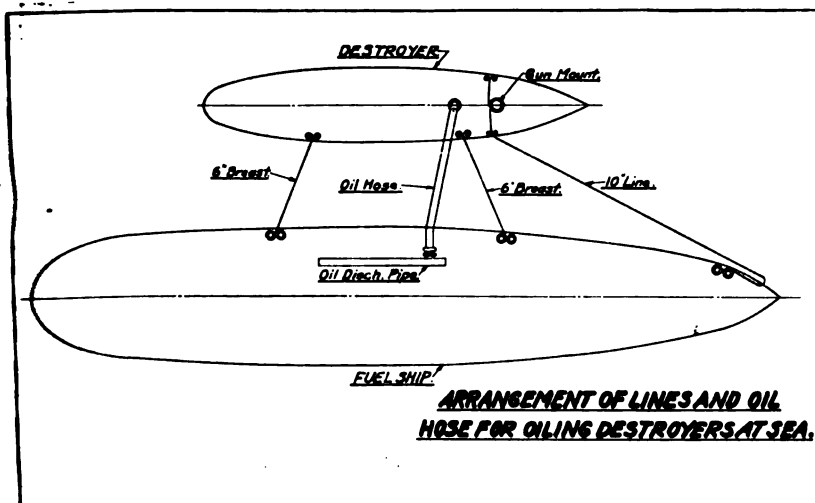 DESTROYER
Gun Mount.
6" Breast.
Oil Hose
6" Breast.
10" Line.
Oil Disch. Pipe
FUEL SHIP.
ARRANGEMENT OF LINES AND OIL
HOSE FOR OILING DESTROYERS AT SEA.